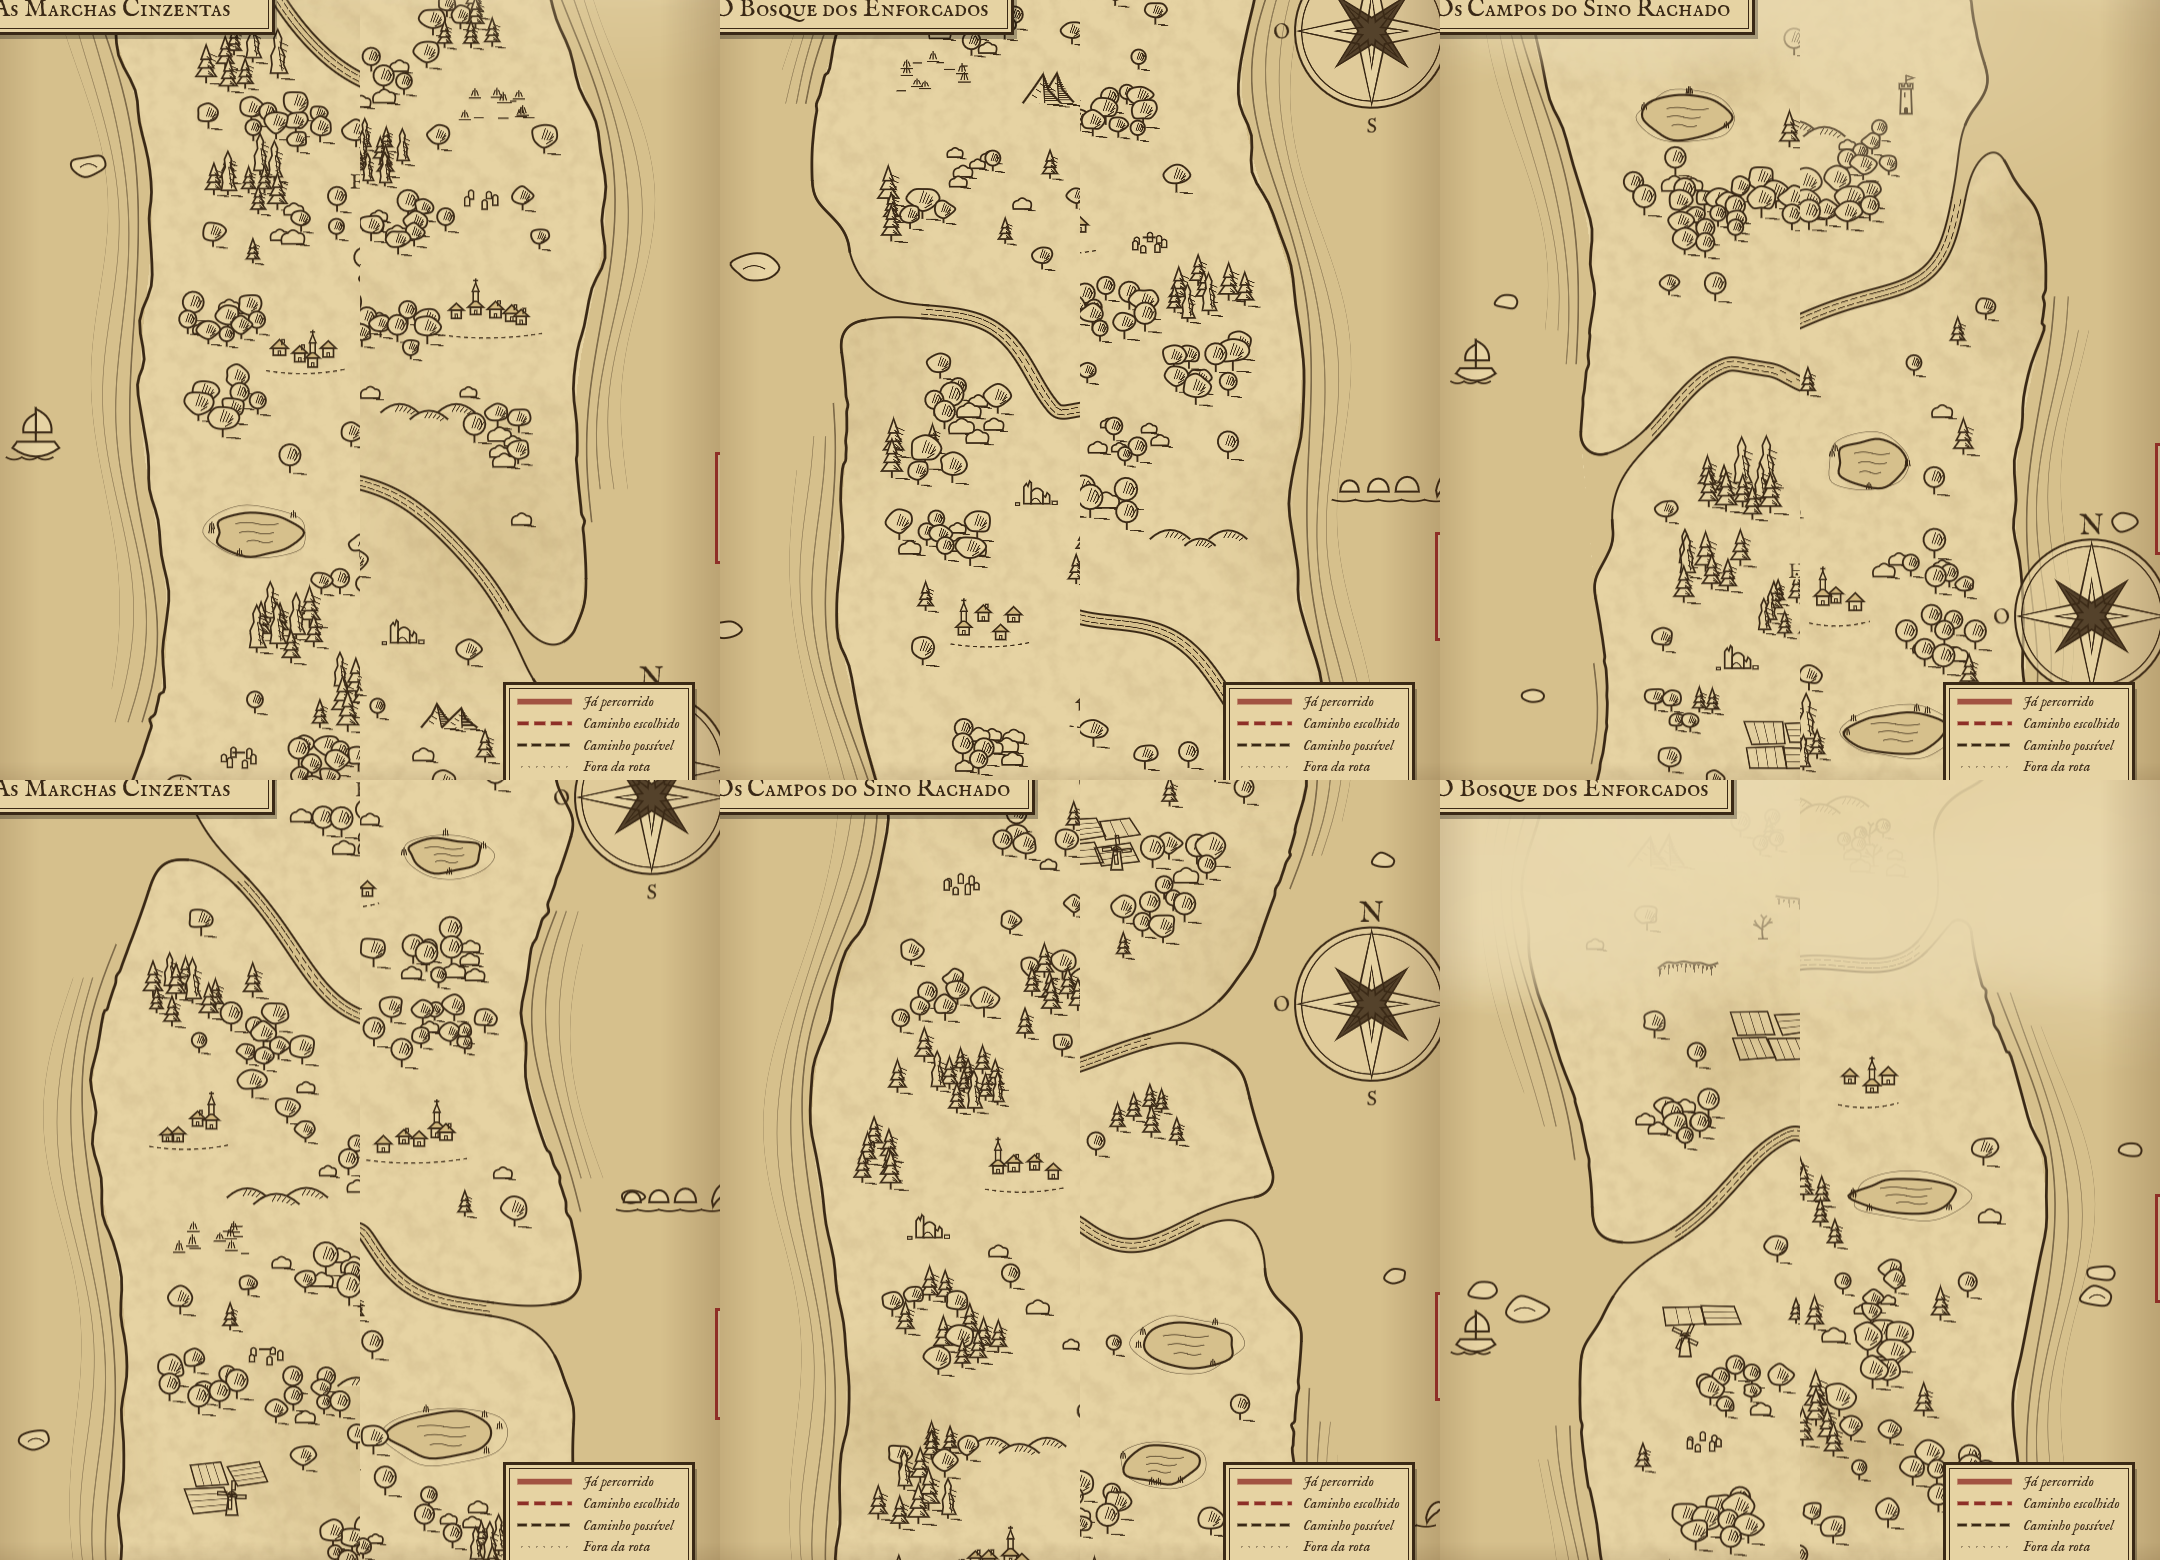 As Marchas Cinzentas
O Bosque dos Enforcados
Os Campos do Sino Rachado
O
S
N
O
N
Já percorrido
Caminho escolhido
Caminho possível
Fora da rota
Já percorrido
Caminho escolhido
Caminho possível
Fora da rota
Já percorrido
Caminho escolhido
Caminho possível
Fora da rota
As Marchas Cinzentas
Os Campos do Sino Rachado
O Bosque dos Enforcados
O
S
N
O
S
Já percorrido
Caminho escolhido
Caminho possível
Fora da rota
Já percorrido
Caminho escolhido
Caminho possível
Fora da rota
Já percorrido
Caminho escolhido
Caminho possível
Fora da rota